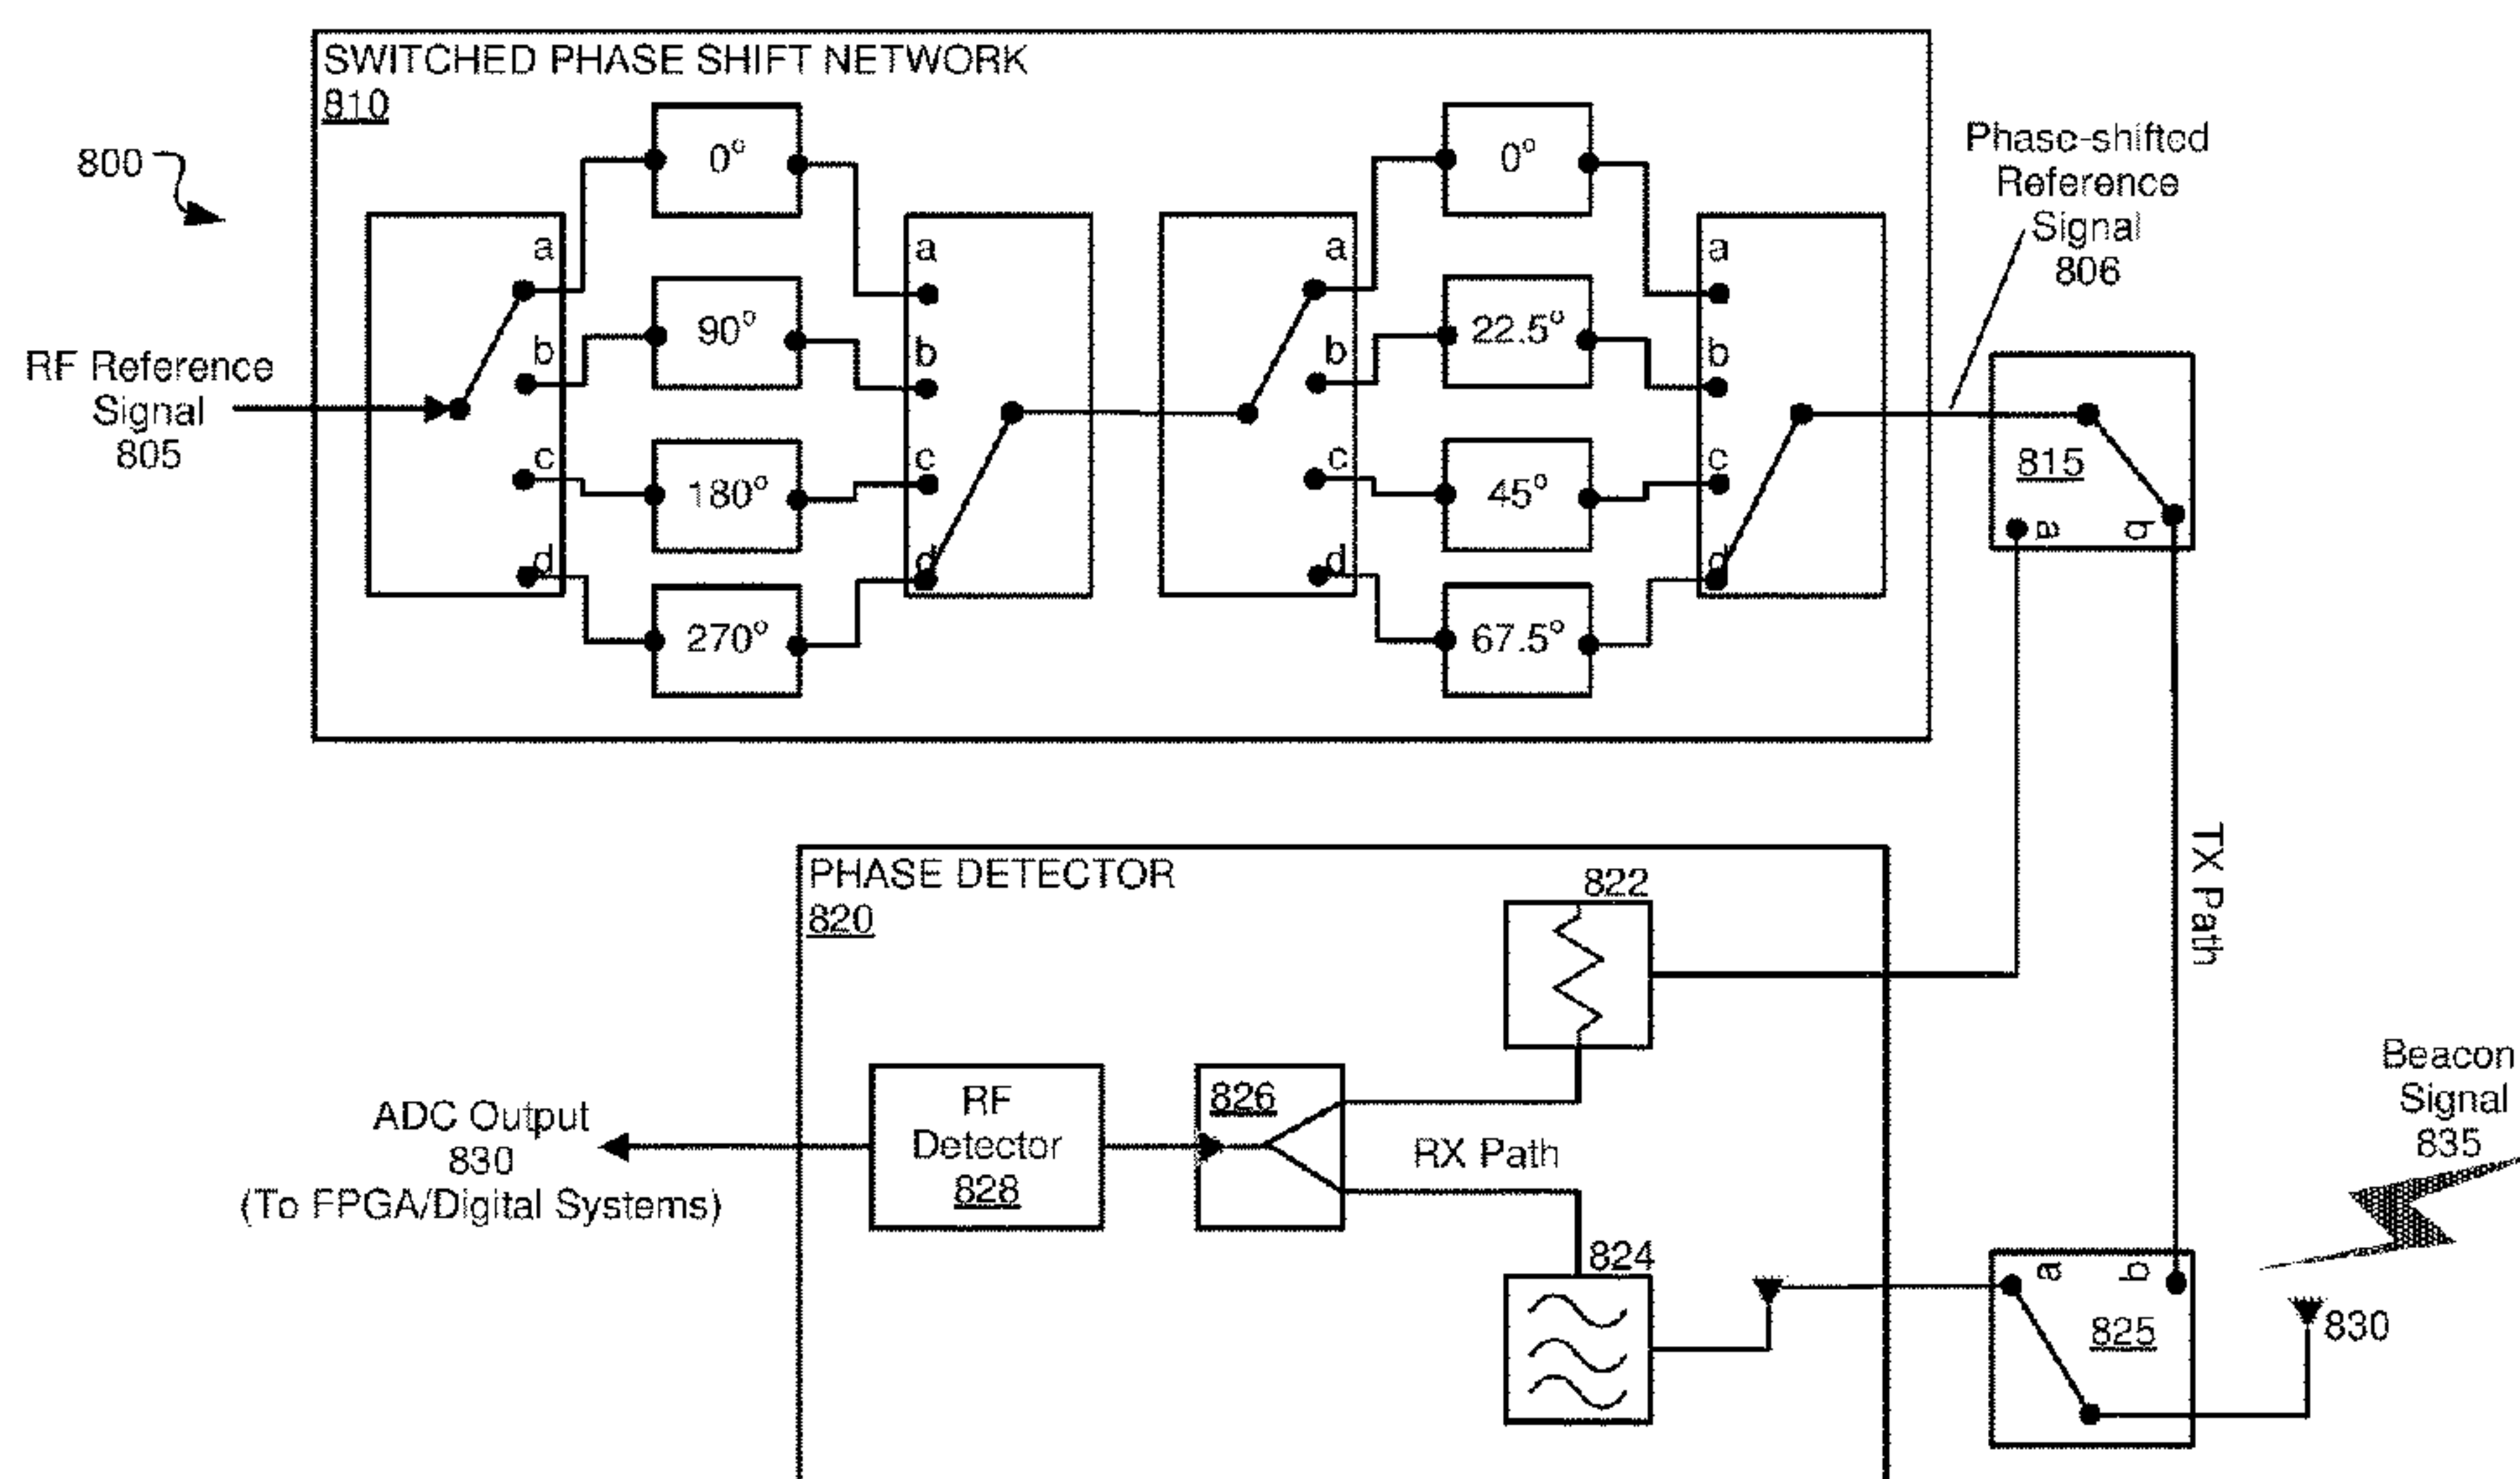 SWITCHED PHASE SHIFT NETWORK
810
800
RF Reference
Signal
805
a
b
c
d
0°
90°
180°
270°
a
b
c
d
a
b
c
d
0°
22.5°
45°
67.5°
a
b
c
d
Phase-shifted
Reference
Signal
806
815
a
b
TX Path
PHASE DETECTOR
820
822
ADC Output
830
(To FPGA/Digital Systems)
RF
Detector
828
826
RX Path
824
Beacon
Signal
835
a
b
825
830